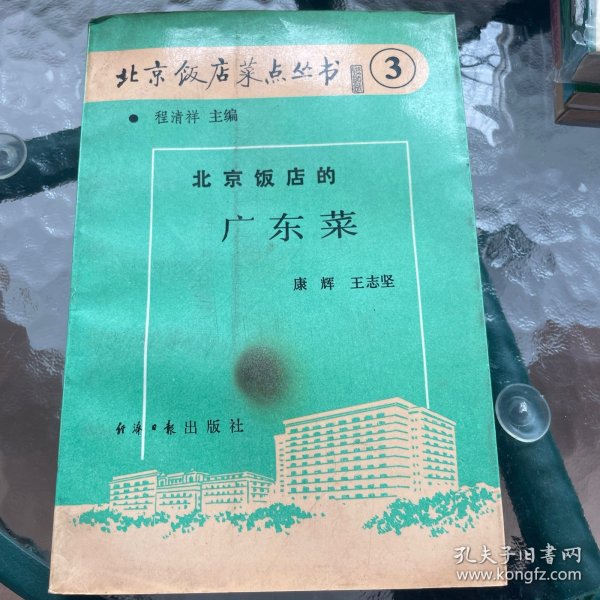 北京饭店菜点丛书 3
● 程清祥 主编
北京饭店的
广东菜
康辉 王志坚
经济日报出版社
孔夫子旧书网
www.kongfz.com